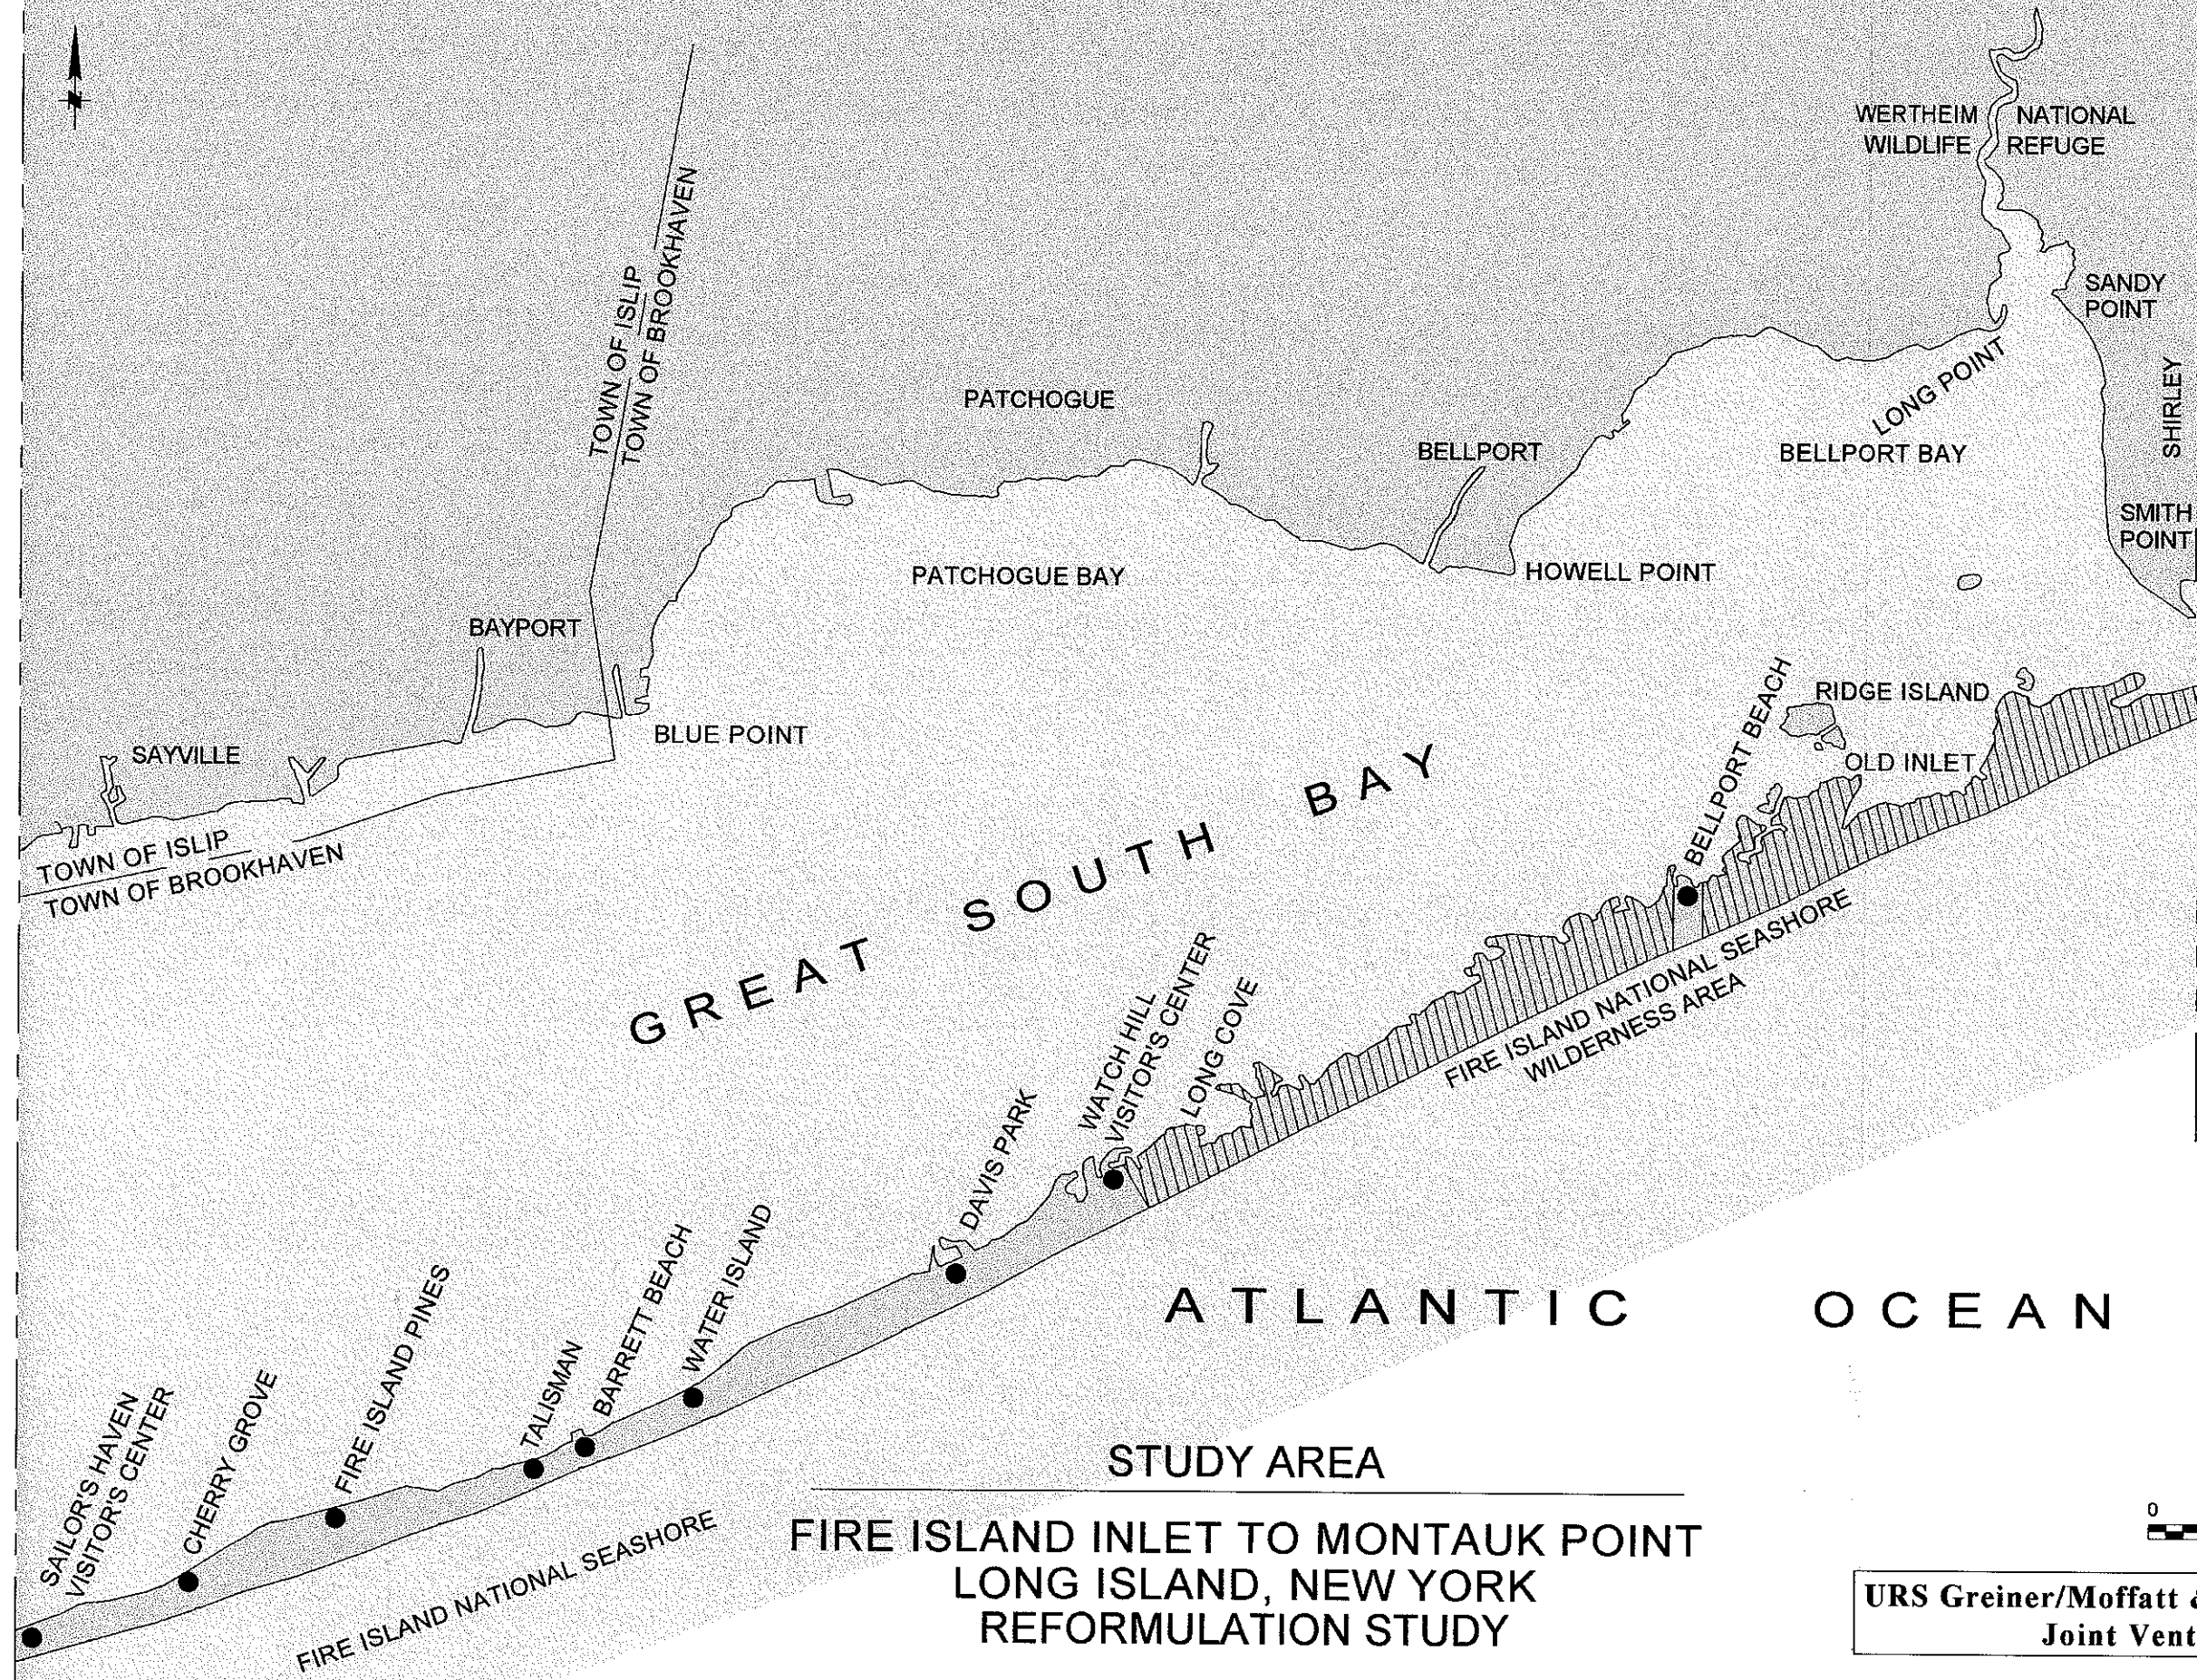 WERTHEIM NATIONAL
WILDLIFE REFUGE
SANDY
POINT
TOWN OF ISLIP
TOWN OF BROOKHAVEN
LONG POINT
SHIRLEY
PATCHOGUE
BELLPORT
BELLPORT BAY
SMITH
POINT
PATCHOGUE BAY
HOWELL POINT
BAYPORT
BLUE POINT
RIDGE ISLAND
BELLPORT BEACH
OLD INLET
SAYVILLE
TOWN OF ISLIP
TOWN OF BROOKHAVEN
GREAT SOUTH BAY
FIRE ISLAND NATIONAL SEASHORE
WILDERNESS AREA
WATCH HILL
VISITOR'S CENTER
LONG COVE
DAVIS PARK
WATER ISLAND
BARRETT BEACH
TALISMAN
FIRE ISLAND PINES
CHERRY GROVE
SAILOR'S HAVEN
VISITOR'S CENTER
FIRE ISLAND NATIONAL SEASHORE
ATLANTIC OCEAN
STUDY AREA
FIRE ISLAND INLET TO MONTAUK POINT
LONG ISLAND, NEW YORK
REFORMULATION STUDY
0
URS Greiner/Moffatt
Joint Vent